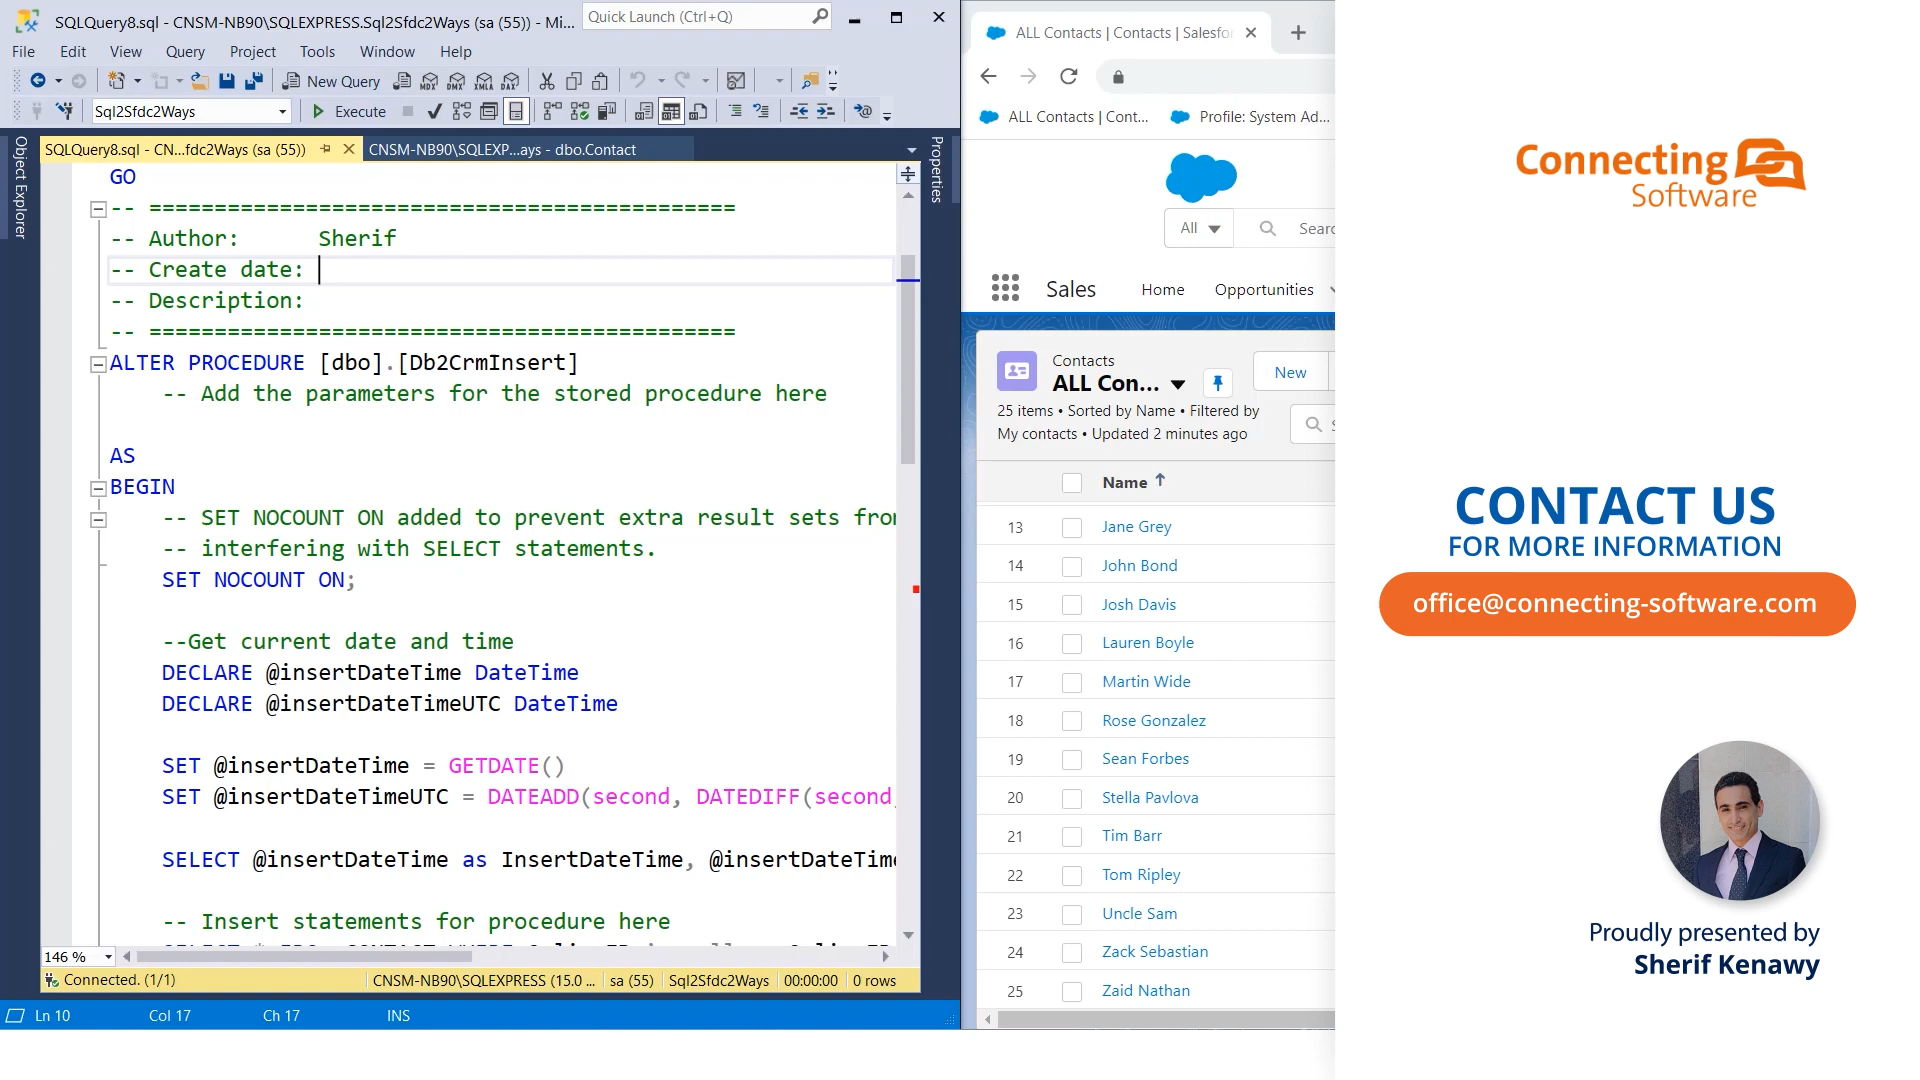 SQLQuery8.sql - CNSM-NB90\SQLEXPRESS.Sql2Sfdc2Ways (sa (55)) - Mi...
Quick Launch (Ctrl+Q)
File Edit View Query Project Tools Window Help
New Query
MDX DMX XMLA DAX
Sql2Sfdc2Ways
Execute
Object Explorer
SQLQuery8.sql - CN...fdc2Ways (sa (55))
CNSM-NB90\SQLEXP...ays - dbo.Contact
Properties
GO
-- =============================================
-- Author: Sherif
-- Create date:
-- Description:
-- =============================================
ALTER PROCEDURE [dbo].[Db2CrmInsert]
-- Add the parameters for the stored procedure here
AS
BEGIN
-- SET NOCOUNT ON added to prevent extra result sets from
-- interfering with SELECT statements.
SET NOCOUNT ON;
--Get current date and time
DECLARE @insertDateTime DateTime
DECLARE @insertDateTimeUTC DateTime
SET @insertDateTime = GETDATE()
SET @insertDateTimeUTC = DATEADD(second, DATEDIFF(second,
SELECT @insertDateTime as InsertDateTime, @insertDateTime
-- Insert statements for procedure here
146 %
Connected. (1/1)
CNSM-NB90\SQLEXPRESS (15.0 ...
sa (55)
Sql2Sfdc2Ways
00:00:00
0 rows
Ln 10
Col 17
Ch 17
INS
ALL Contacts | Contacts | Salesfor
ALL Contacts | Cont...
Profile: System Ad...
All
Searc
Sales
Home
Opportunities
Contacts
ALL Con...
New
25 items • Sorted by Name • Filtered by
My contacts • Updated 2 minutes ago
Name
13 Jane Grey
14 John Bond
15 Josh Davis
16 Lauren Boyle
17 Martin Wide
18 Rose Gonzalez
19 Sean Forbes
20 Stella Pavlova
21 Tim Barr
22 Tom Ripley
23 Uncle Sam
24 Zack Sebastian
25 Zaid Nathan
Connecting
Software
CONTACT US
FOR MORE INFORMATION
office@connecting-software.com
Proudly presented by
Sherif Kenawy